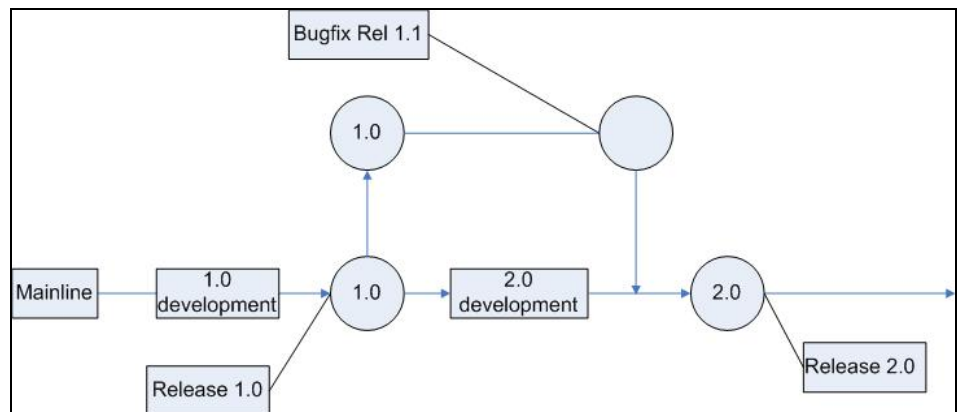 Bugfix Rel 1.1
1.0
Mainline
1.0
development
1.0
2.0
development
2.0
Release 1.0
Release 2.0